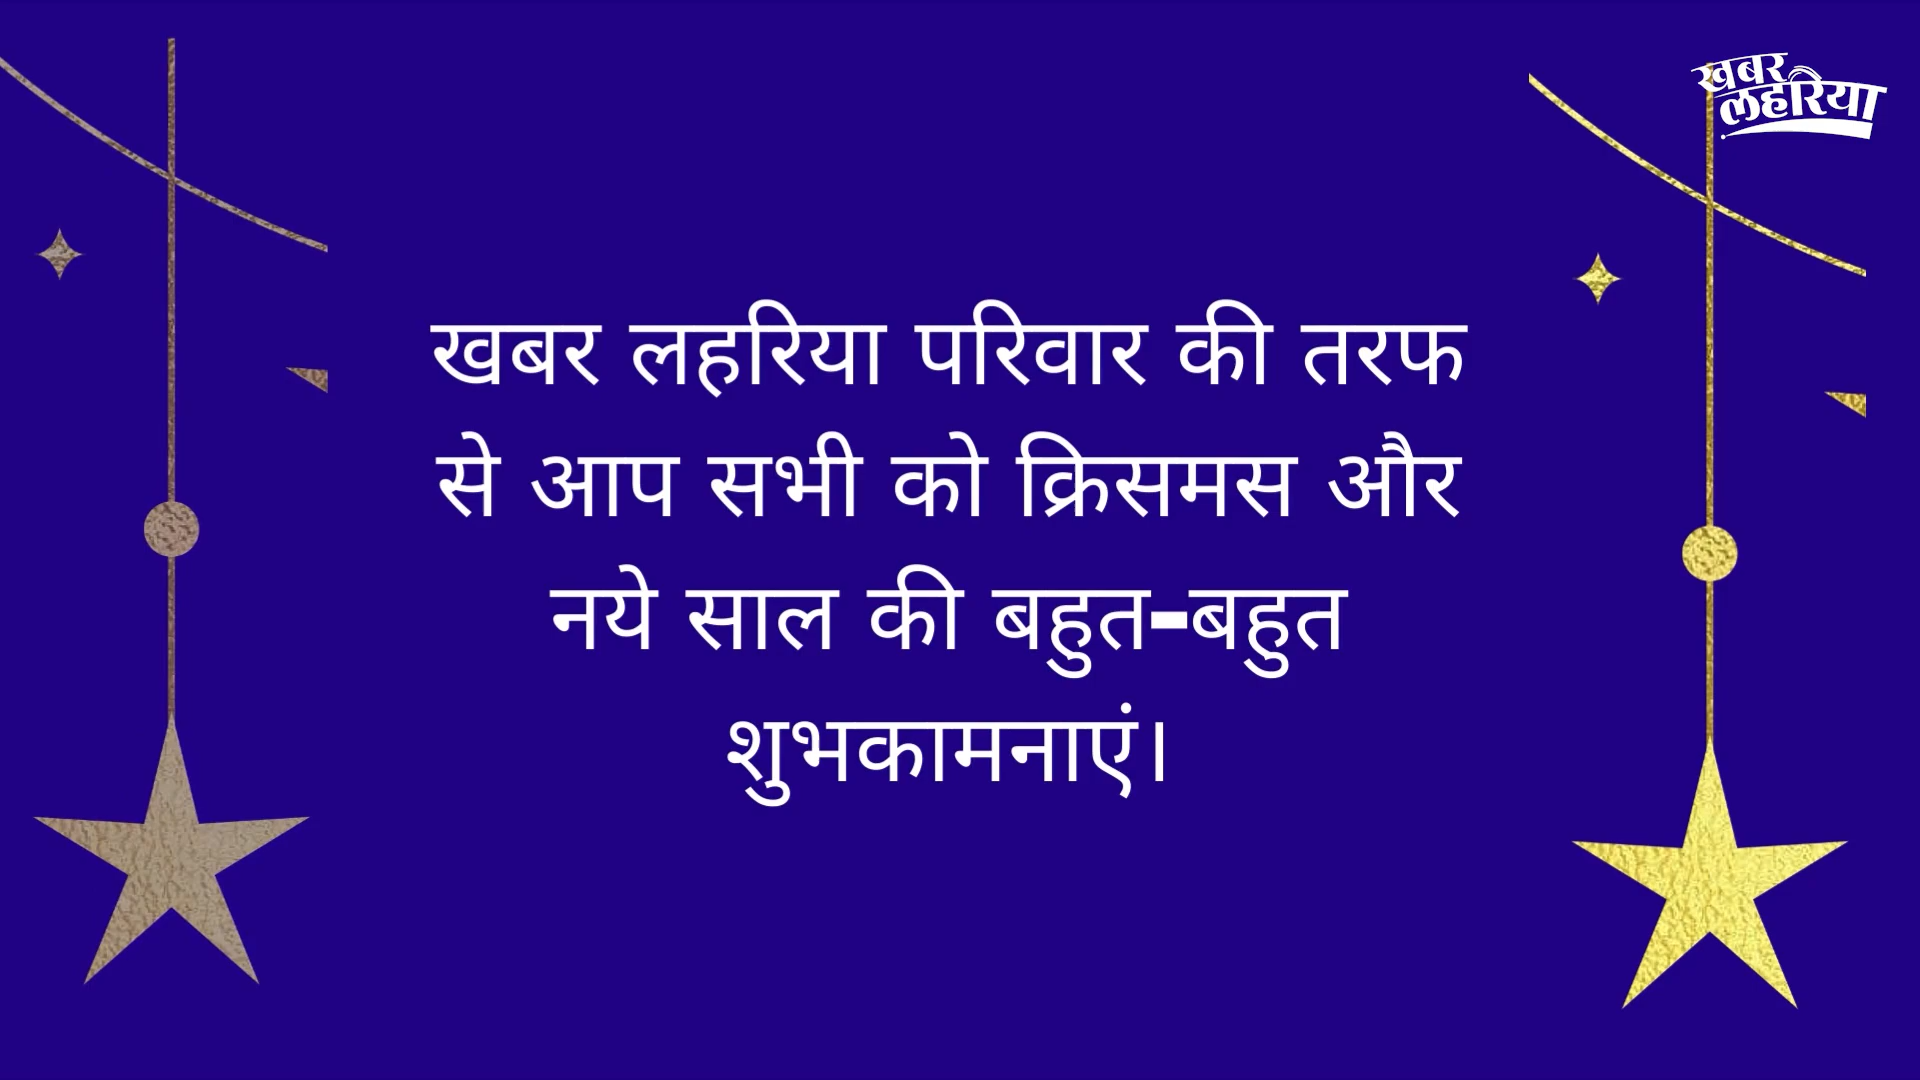 खबर
लहरिया
खबर लहरिया परिवार की तरफ
से आप सभी को क्रिसमस और
नये साल की बहुत-बहुत
शुभकामनाएं।